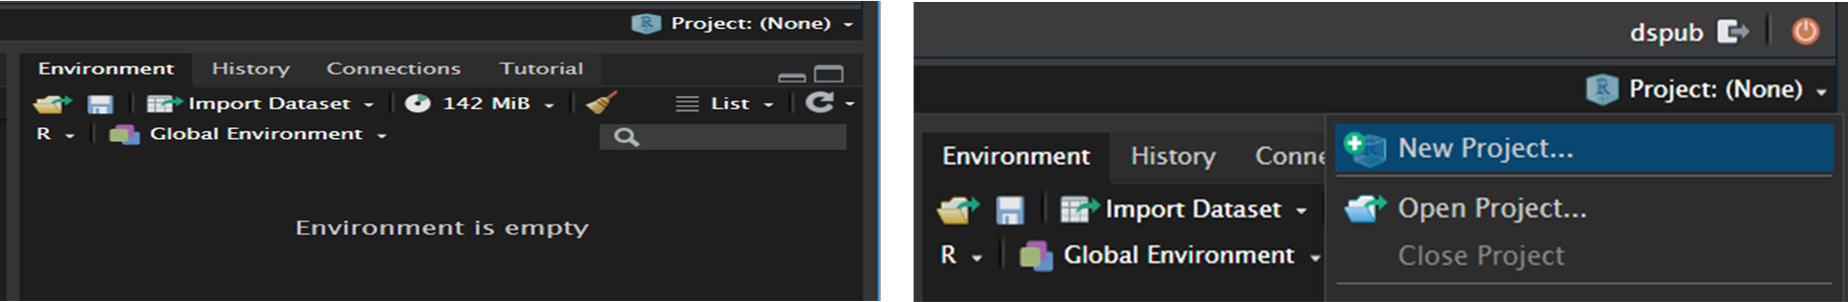 Project: (None)
Environment History Connections Tutorial
Import Dataset 142 MiB List
R Global Environment
Environment is empty
dspub
Project: (None)
Environment History Conne
New Project...
Import Dataset
Open Project...
R Global Environment
Close Project